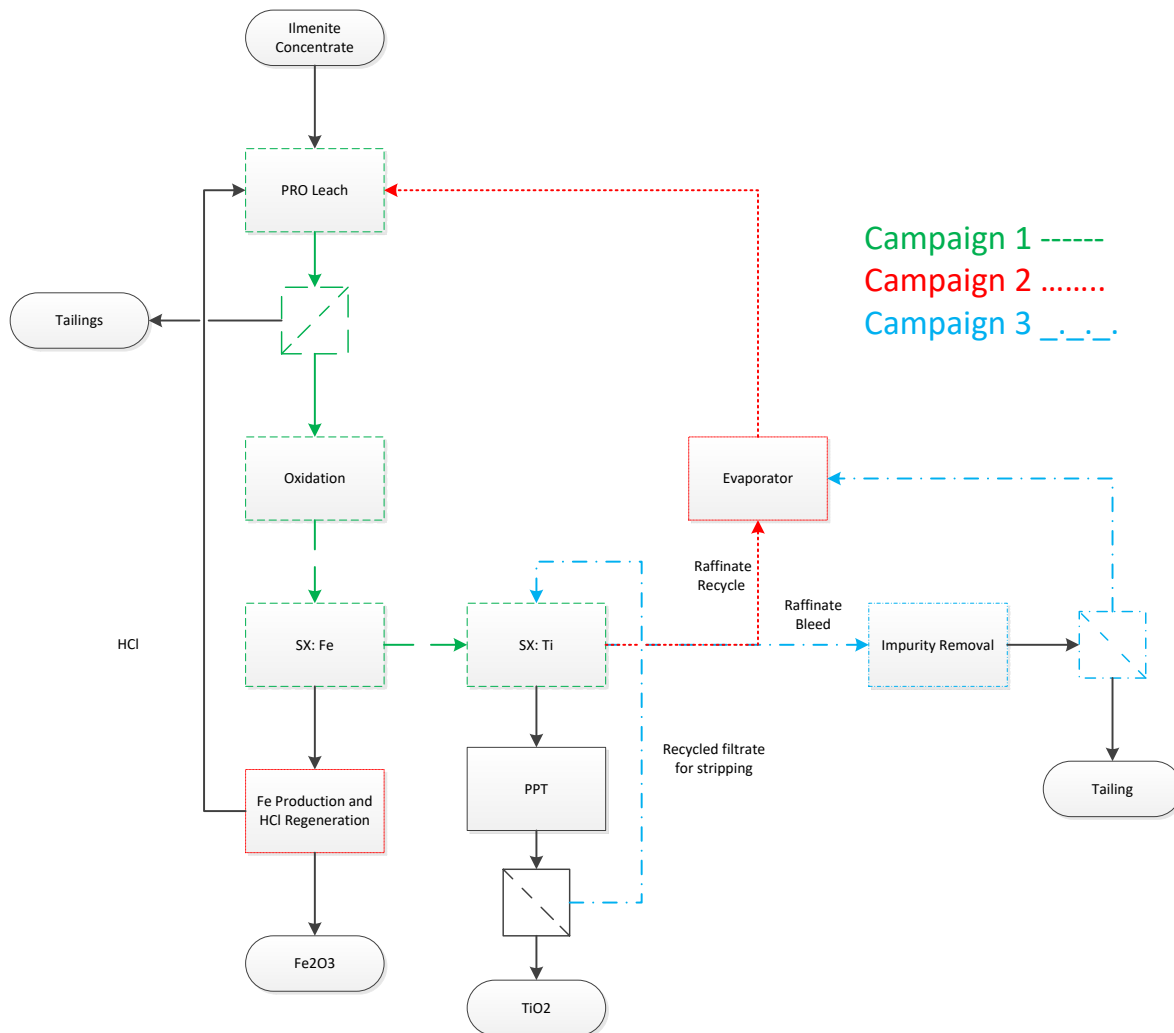 Ilmenite
Concentrate
PRO Leach
Campaign 1 ------
Campaign 2 ........
Campaign 3 _._._.
Tailings
Oxidation
Evaporator
Raffinate
Recycle
Raffinate
Bleed
HCl
SX: Fe
SX: Ti
Impurity Removal
Recycled filtrate
for stripping
Fe Production and
HCl Regeneration
PPT
Tailing
Fe2O3
TiO2